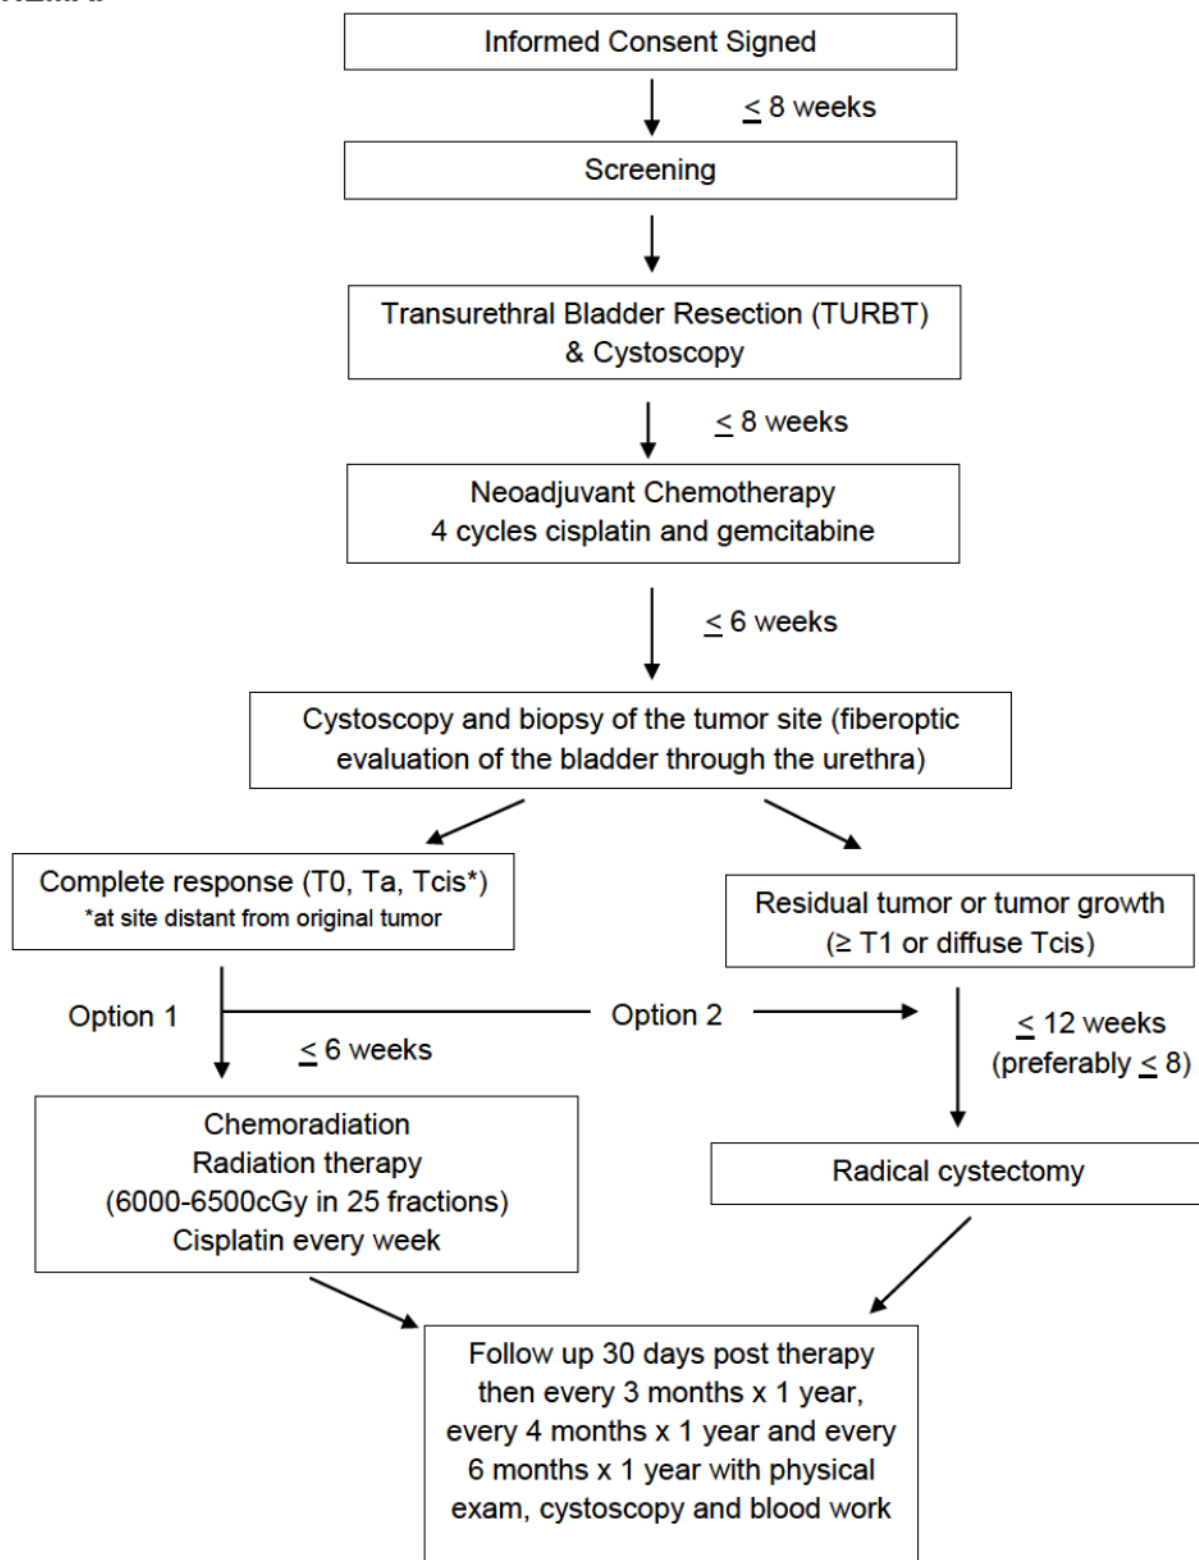 Informed Consent Signed
≤ 8 weeks
Screening
Transurethral Bladder Resection (TURBT)
& Cystoscopy
≤ 8 weeks
Neoadjuvant Chemotherapy
4 cycles cisplatin and gemcitabine
≤ 6 weeks
Cystoscopy and biopsy of the tumor site (fiberoptic
evaluation of the bladder through the urethra)
Complete response (T0, Ta, Tcis*)
*at site distant from original tumor
Residual tumor or tumor growth
(≥ T1 or diffuse Tcis)
Option 1
Option 2
≤ 6 weeks
≤ 12 weeks
(preferably ≤ 8)
Chemoradiation
Radiation therapy
(6000-6500cGy in 25 fractions)
Cisplatin every week
Radical cystectomy
Follow up 30 days post therapy
then every 3 months x 1 year,
every 4 months x 1 year and every
6 months x 1 year with physical
exam, cystoscopy and blood work